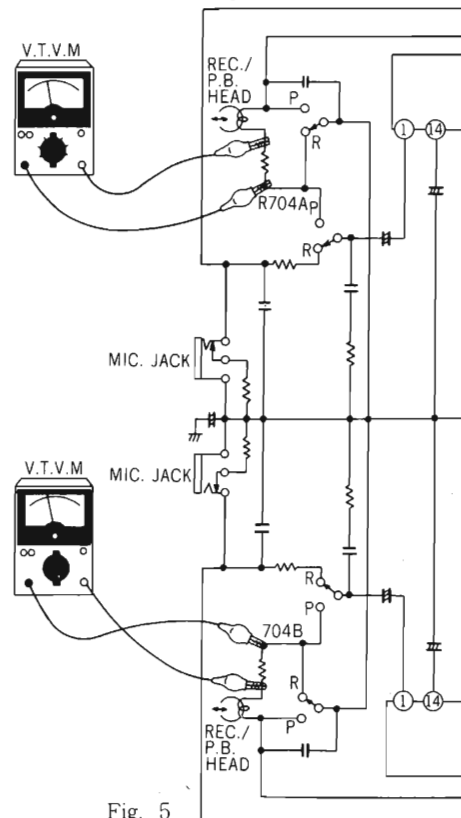 V.T.V.M
REC./
P.B.
HEAD
P
R
1
14
R704A
P
R
MIC. JACK
MIC. JACK
V.T.V.M
R
P
704B
R
P
1
14
REC./
P.B.
HEAD
Fig. 5